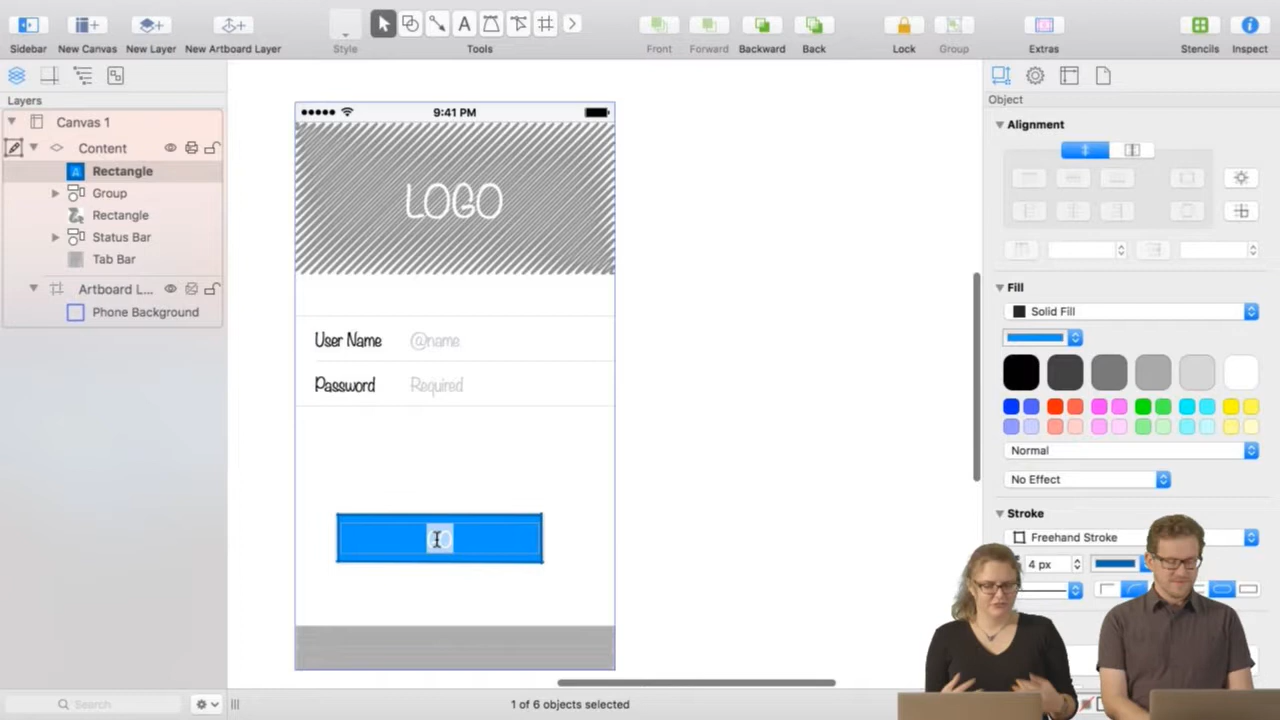 Sidebar
New Canvas
New Layer
New Artboard Layer
Style
Tools
Front
Forward
Backward
Back
Lock
Group
Extras
Stencils
Inspect
Layers
Canvas 1
Content
A Rectangle
Group
Rectangle
Status Bar
Tab Bar
Artboard L...
Phone Background
9:41 PM
LOGO
User Name @name
Password Required
GO
Object
Alignment
Fill
Solid Fill
Normal
No Effect
Stroke
Freehand Stroke
4 px
Search
1 of 6 objects selected